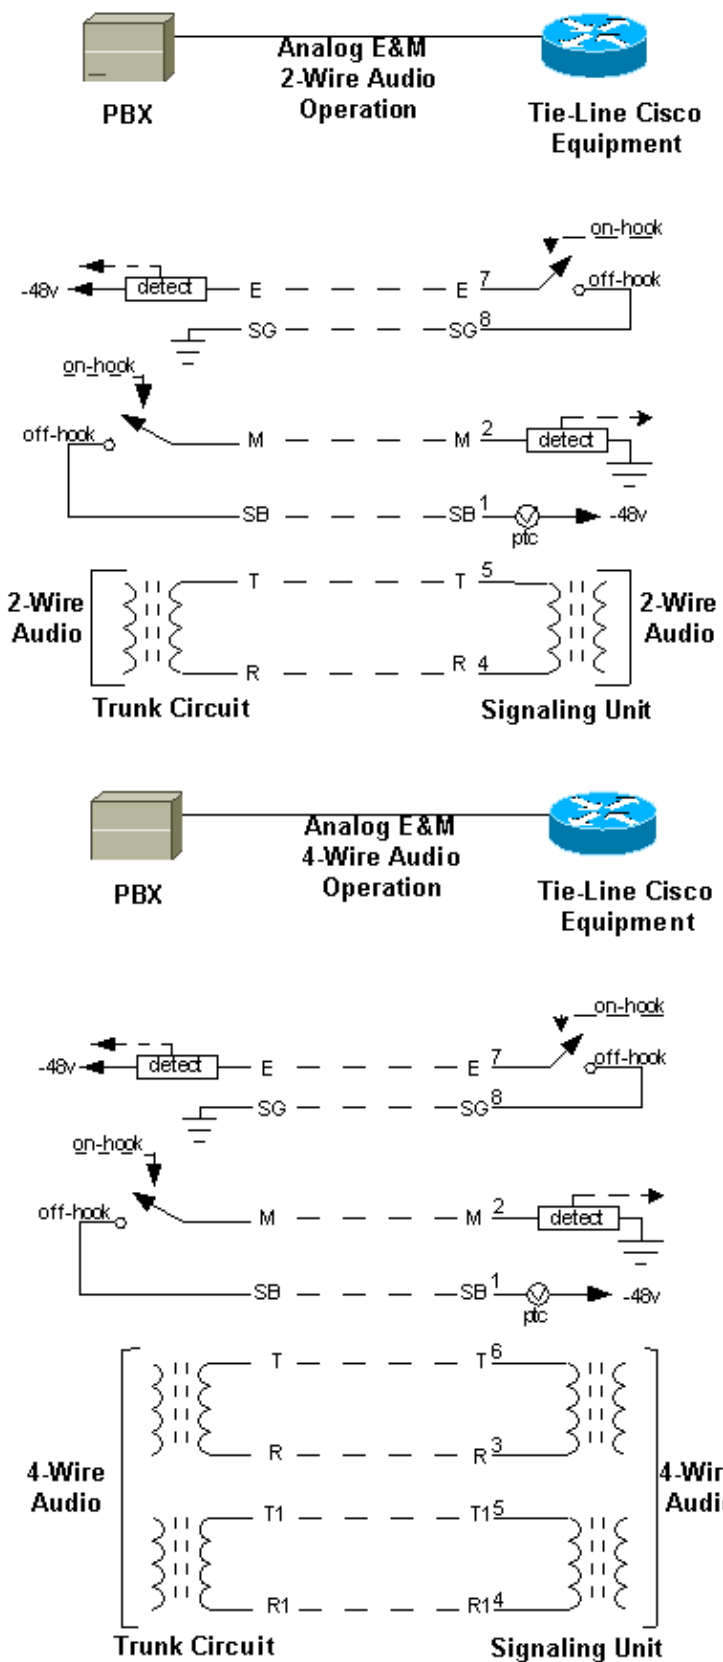 Analog E&M
2-Wire Audio
Operation
PBX
Tie-Line Cisco
Equipment
on-hook
-48v
detect
E
E
7
off-hook
SG
SG
8
on-hook
off-hook
M
M
2
detect
SB
SB
1
ptc
-48v
2-Wire
Audio
T
T
5
R
R
4
2-Wire
Audio
Trunk Circuit
Signaling Unit
Analog E&M
4-Wire Audio
Operation
PBX
Tie-Line Cisco
Equipment
on-hook
-48v
detect
E
E
7
off-hook
SG
SG
8
on-hook
off-hook
M
M
2
detect
SB
SB
1
ptc
-48v
4-Wire
Audio
T
T
6
R
R
3
T1
T1
5
R1
R1
4
4-Wir
Audi
Trunk Circuit
Signaling Unit